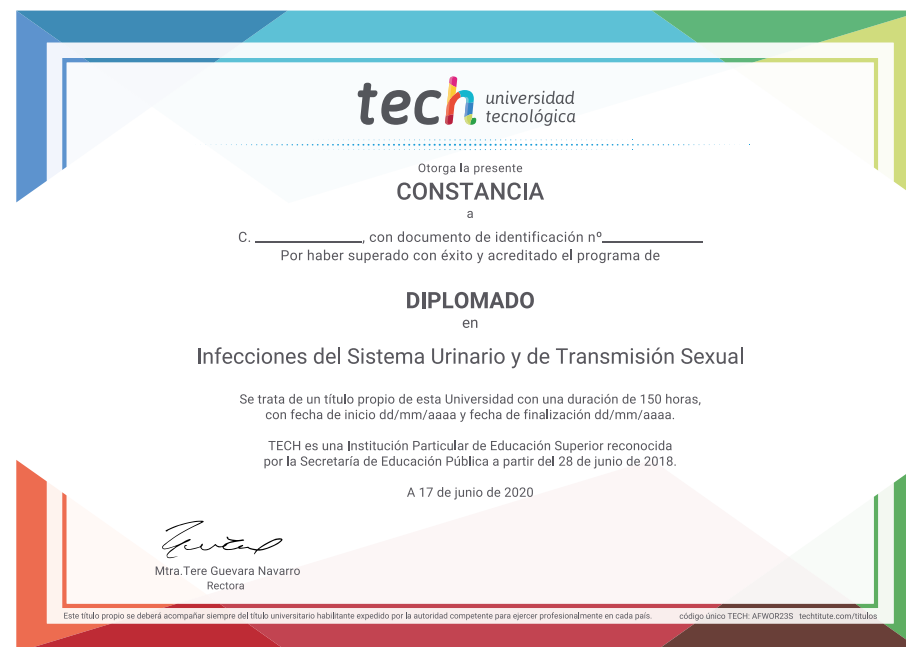 tech universidad
tecnológica
Otorga la presente
CONSTANCIA
a
C. ____________, con documento de identificación nº____________
Por haber superado con éxito y acreditado el programa de
DIPLOMADO
en
Infecciones del Sistema Urinario y de Transmisión Sexual
Se trata de un título propio de esta Universidad con una duración de 150 horas,
con fecha de inicio dd/mm/aaaa y fecha de finalización dd/mm/aaaa.
TECH es una Institución Particular de Educación Superior reconocida
por la Secretaría de Educación Pública a partir del 28 de junio de 2018.
A 17 de junio de 2020
Mtra.Tere Guevara Navarro
Rectora
Este título propio se deberá acompañar siempre del título universitario habilitante expedido por la autoridad competente para ejercer profesionalmente en cada país. código único TECH: AFWOR23S techtitute.com/titulos